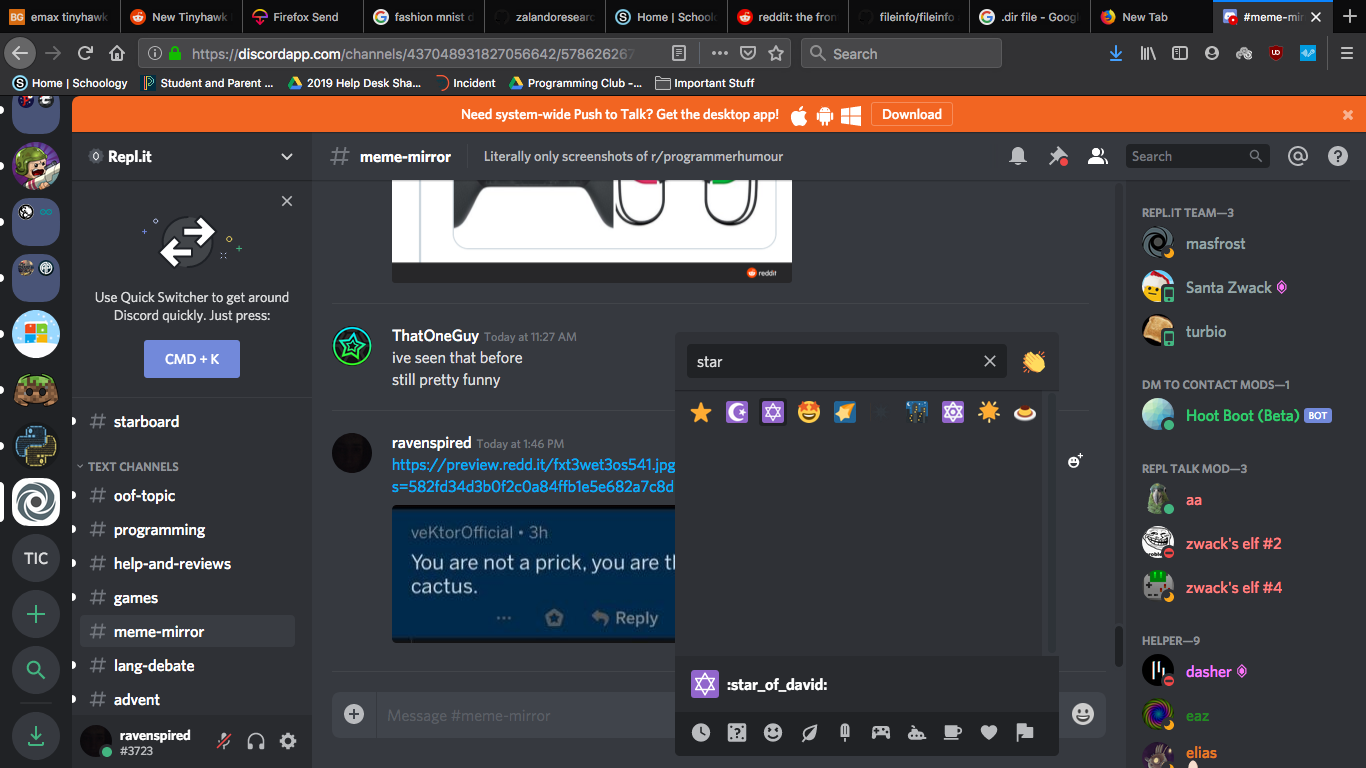 emax tinyhawk
New Tinyhawk
Firefox Send
fashion mnist d
zalandoresearc
Home | School
reddit: the fron
fileinfo/fileinfo
.dir file - Googl
New Tab
#meme-mir
https://discordapp.com/channels/437048931827056642/578626267
Search
Home | Schoology
Student and Parent ...
2019 Help Desk Sha...
Incident
Programming Club -...
Important Stuff
Need system-wide Push to Talk? Get the desktop app!
Download
Repl.it
# meme-mirror
Literally only screenshots of r/programmerhumour
Search
Use Quick Switcher to get around
Discord quickly. Just press:
CMD + K
# starboard
TEXT CHANNELS
# oof-topic
# programming
# help-and-reviews
# games
# meme-mirror
# lang-debate
# advent
TIC
ravenspired
#3723
reddit
ThatOneGuy Today at 11:27 AM
ive seen that before
still pretty funny
ravenspired Today at 1:46 PM
https://preview.redd.it/fxt3wet3os541.jpg
s=582fd34d3b0f2c0a84ffb1e5e682a7c8d
veKtorOfficial • 3h
You are not a prick, you are th
cactus.
Reply
Message #meme-mirror
star
:star_of_david:
REPL.IT TEAM—3
masfrost
Santa Zwack
turbio
DM TO CONTACT MODS—1
Hoot Boot (Beta) BOT
REPL TALK MOD—3
aa
zwack's elf #2
zwack's elf #4
HELPER—9
dasher
eaz
elias